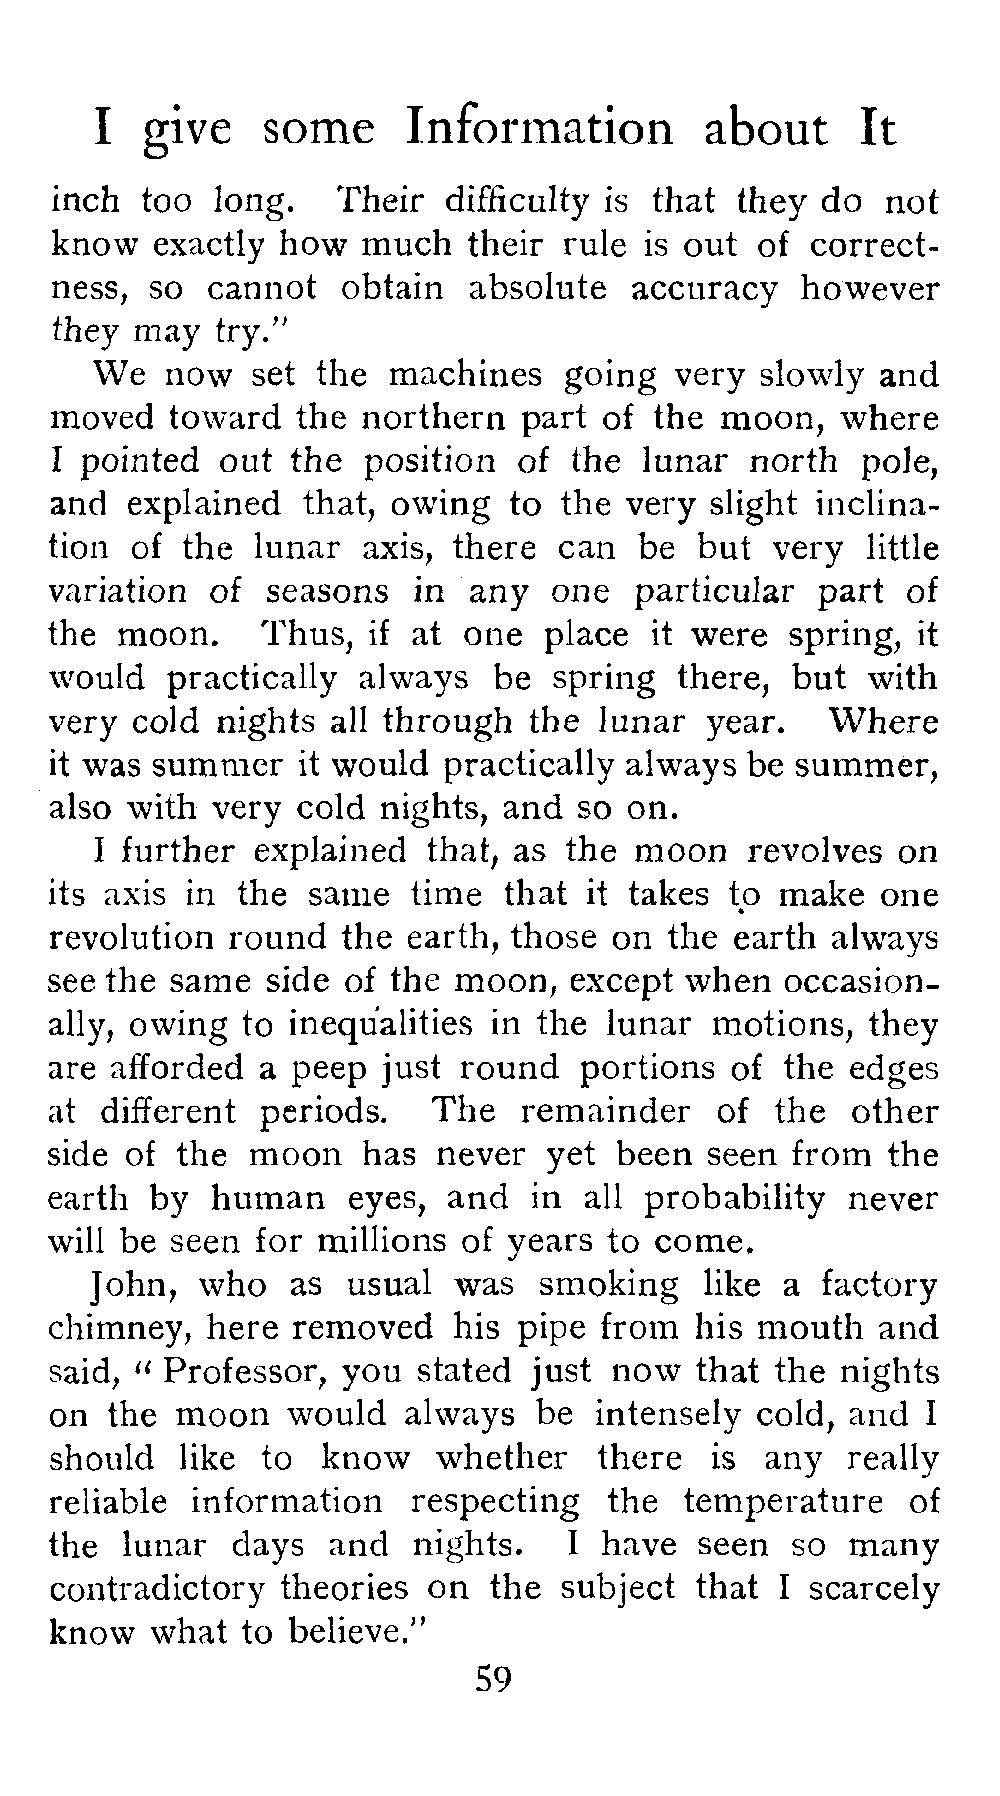 I give some Information about It
inch too long. Their difficulty is that they do not
know exactly how much their rule is out of correct-
ness, so cannot obtain absolute accuracy however
they may try."
We now set the machines going very slowly and
moved toward the northern part of the moon, where
I pointed out the position of the lunar north pole,
and explained that, owing to the very slight inclina-
tion of the lunar axis, there can be but very little
variation of seasons in any one particular part of
the moon. Thus, if at one place it were spring, it
would practically always be spring there, but with
very cold nights all through the lunar year. Where
it was summer it would practically always be summer,
also with very cold nights, and so on.
I further explained that, as the moon revolves on
its axis in the same time that it takes to make one
revolution round the earth, those on the earth always
see the same side of the moon, except when occasion-
ally, owing to inequalities in the lunar motions, they
are afforded a peep just round portions of the edges
at different periods. The remainder of the other
side of the moon has never yet been seen from the
earth by human eyes, and in all probability never
will be seen for millions of years to come.
John, who as usual was smoking like a factory
chimney, here removed his pipe from his mouth and
said, "Professor, you stated just now that the nights
on the moon would always be intensely cold, and I
should like to know whether there is any really
reliable information respecting the temperature of
the lunar days and nights. I have seen so many
contradictory theories on the subject that I scarcely
know what to believe."
59